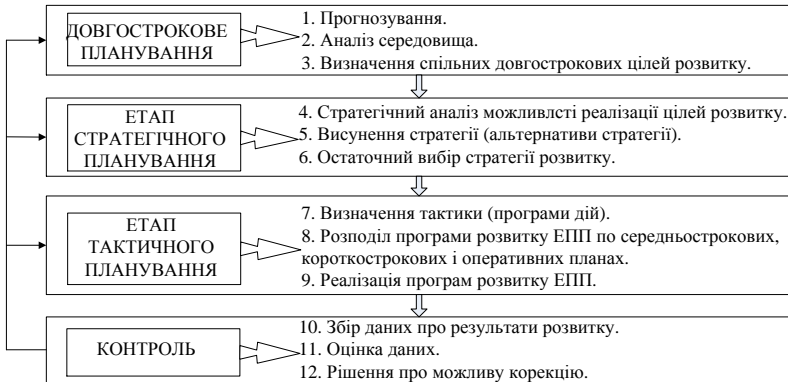 ДОВГОСТРОКОВЕ
ПЛАНУВАННЯ
1. Прогнозування.
2. Аналіз середовища.
3. Визначення спільних довгострокових цілей розвитку.
ЕТАП
СТРАТЕГІЧНОГО
ПЛАНУВАННЯ
4. Стратегічний аналіз можливлсті реалізації цілей розвитку.
5. Висунення стратегії (альтернативи стратегії).
6. Остаточний вибір стратегії розвитку.
ЕТАП
ТАКТИЧНОГО
ПЛАНУВАННЯ
7. Визначення тактики (програми дій).
8. Розподіл програми розвитку ЕПП по середньострокових,
короткострокових і оперативних планах.
9. Реалізація програм розвитку ЕПП.
КОНТРОЛЬ
10. Збір даних про результати розвитку.
11. Оцінка даних.
12. Рішення про можливу корекцію.